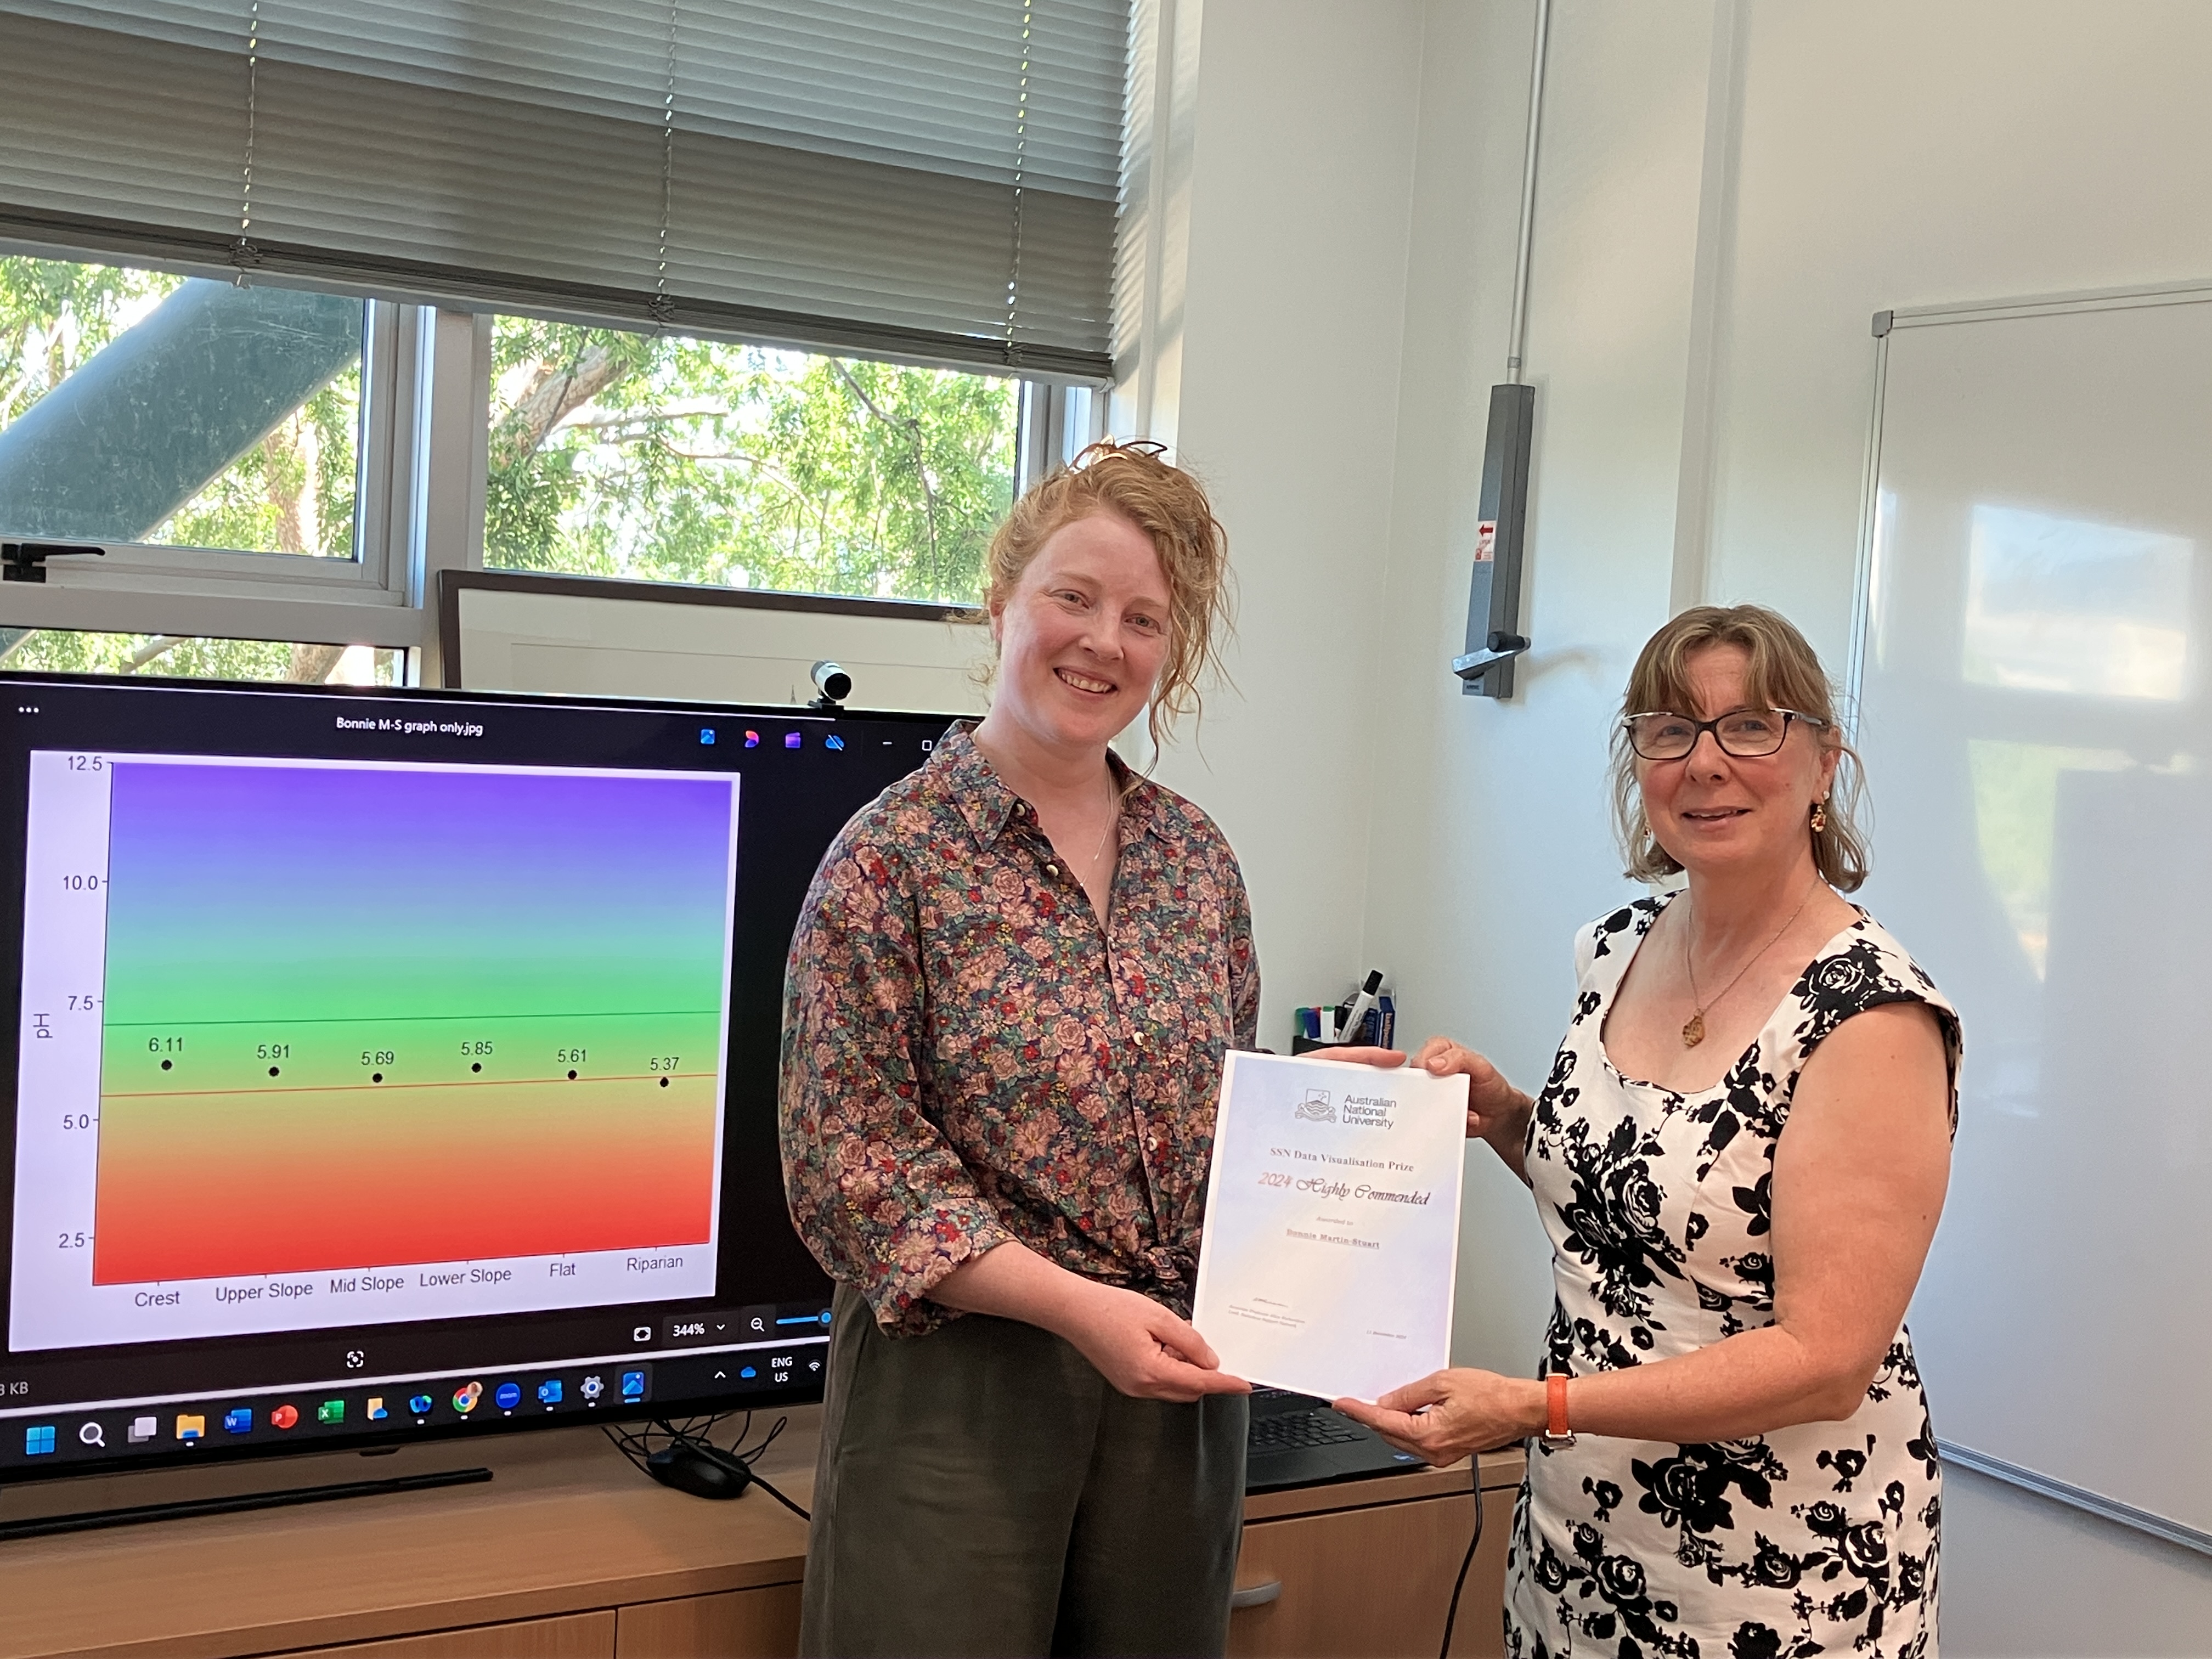 Bonnie M-S graph only.jpg
12.5
10.0
7.5
5.0
2.5
pH
6.11
5.91
5.69
5.85
5.61
5.37
Crest
Upper Slope
Mid Slope
Lower Slope
Flat
Riparian
344%
KB
ENG
US
zoom
Australian
National
University
SSN Data Visualisation Prize
2024 Highly Commended
Awarded to
Bonnie Martin-Stuart